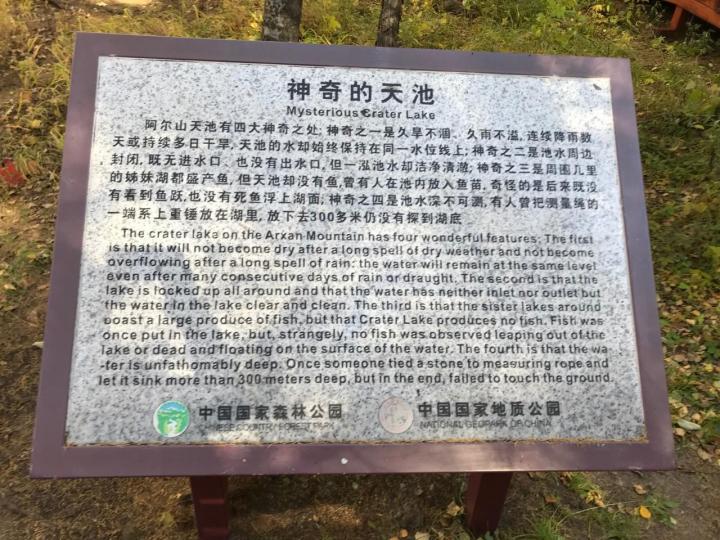 神奇的天池
Mysterious Crater Lake
阿尔山天池有四大神奇之处;神奇之一是久旱不涸、久雨不溢,连续降雨数
天或持续多日干旱,天池的水却始终保持在同一水位线上;神奇之二是池水周边
封闭,既无进水口、也没有出水口,但一泓池水却洁净清澈;神奇之三是周围几里
的姊妹湖都盛产鱼,但天池却没有鱼,曾有人在池内放入鱼苗,奇怪的是后来既没
有看到鱼跃,也没有死鱼浮上湖面;神奇之四是池水深不可测,有人曾把测量绳的
一端系上重锤放在湖里,放下去300多米仍没有探到湖底
The crater laka on the Arxan Mountain has four wonderful features: The first
is that it will not become dry after a long spell of dry weather and not become
overflowing after a long spell of rain: the water will remain at the same level
even after many consecutive days of rain or draught. The second is that the
lake is locked up all around and that the water has neither inlet nor outlet but
the water in the lake clear and clean. The third is that the sister lakes around
boast a large produce of fish, but that Crater Lake produces no fish. Fish was
once put in the lake, but, strangely, no fish was observed leaping out of the
lake or dead and floating on the surface of the water. The fourth is that the wa-
-ter is unfathomably deep. Once someone tied a stone to measuring rope and
let it sink more than 300 meters deep, but in the end, failed to touch the ground.
中国国家森林公园 中国国家地质公园
CHINESE COUNTRY FOREST PARK NATIONAL GEOPARK OF CHINA